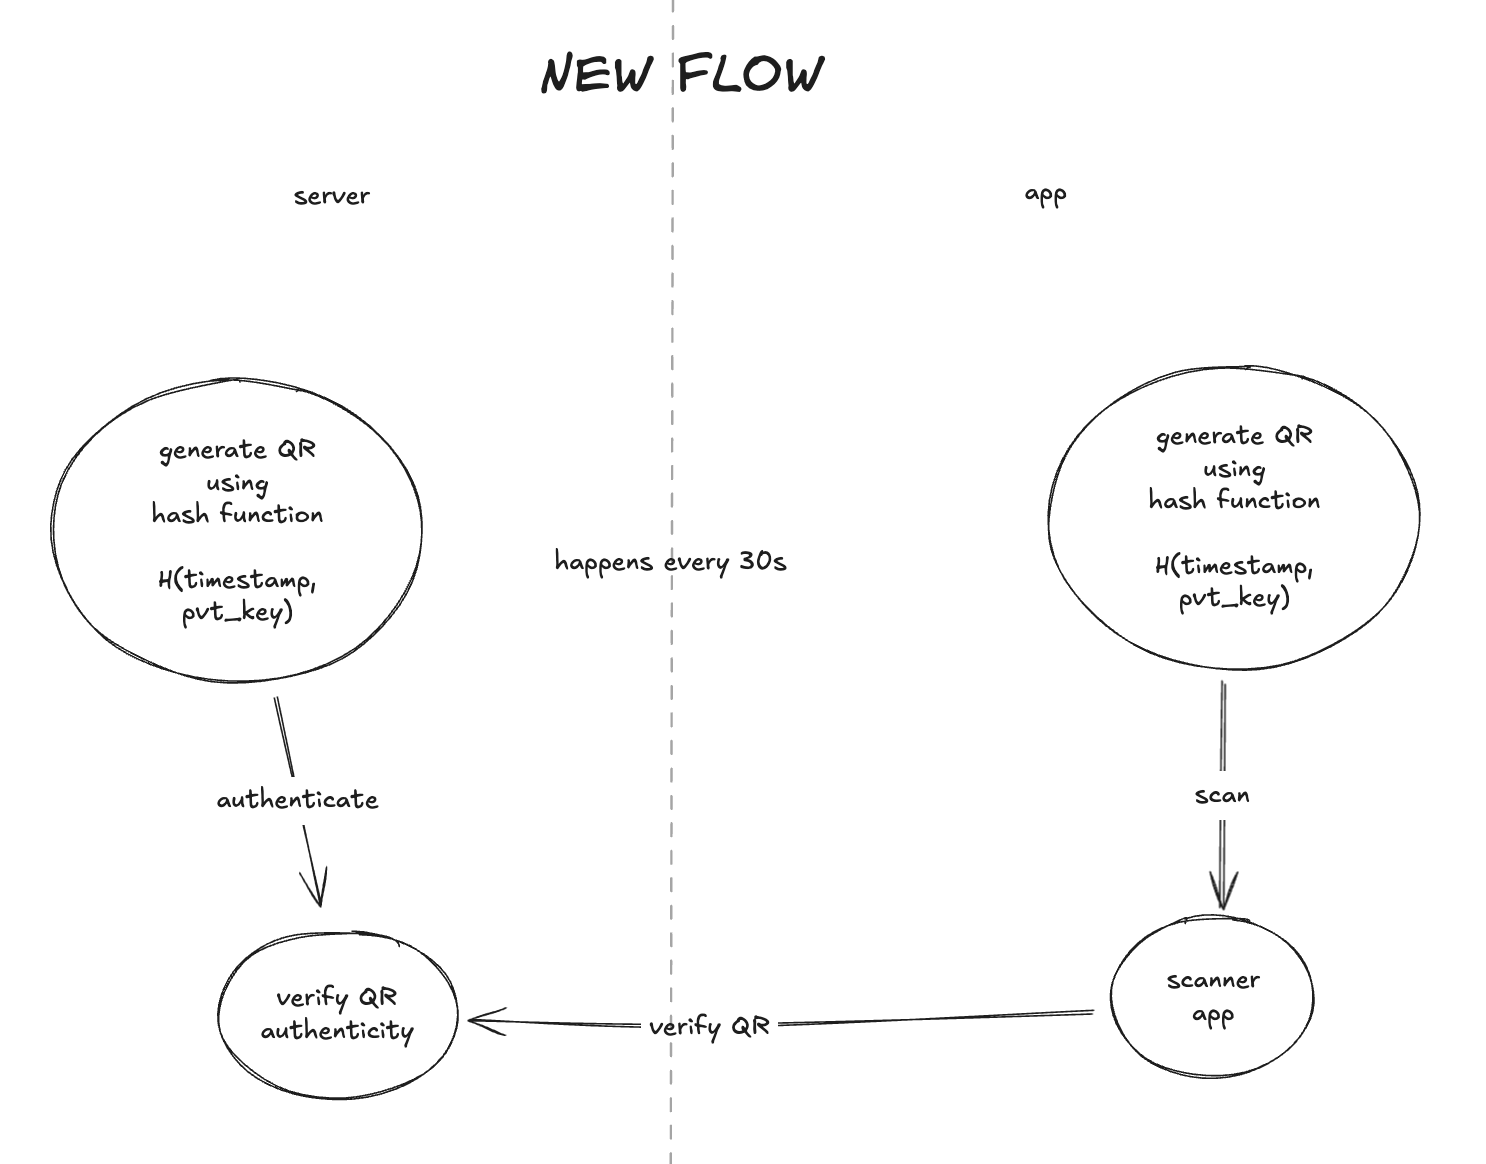 NEW FLOW
server
app
generate QR
using
hash function
H(timestamp,
pvt_key)
happens every 30s
generate QR
using
hash function
H(timestamp,
pvt_key)
authenticate
scan
verify QR
authenticity
verify QR
scanner
app